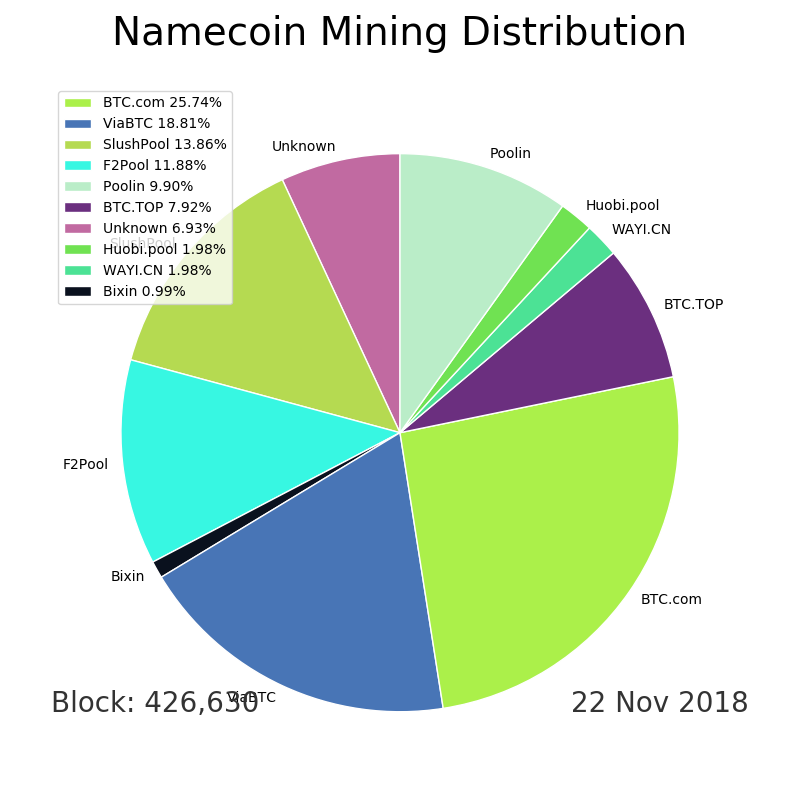 Namecoin Mining Distribution
BTC.com 25.74%
ViaBTC 18.81%
SlushPool 13.86%
F2Pool 11.88%
Poolin 9.90%
BTC.TOP 7.92%
Unknown 6.93%
Huobi.pool 1.98%
WAYI.CN 1.98%
Bixin 0.99%
Unknown
Poolin
Huobi.pool
WAYI.CN
SlushPool
BTC.TOP
F2Pool
Bixin
BTC.com
ViaBTC
Block: 426,630
22 Nov 2018